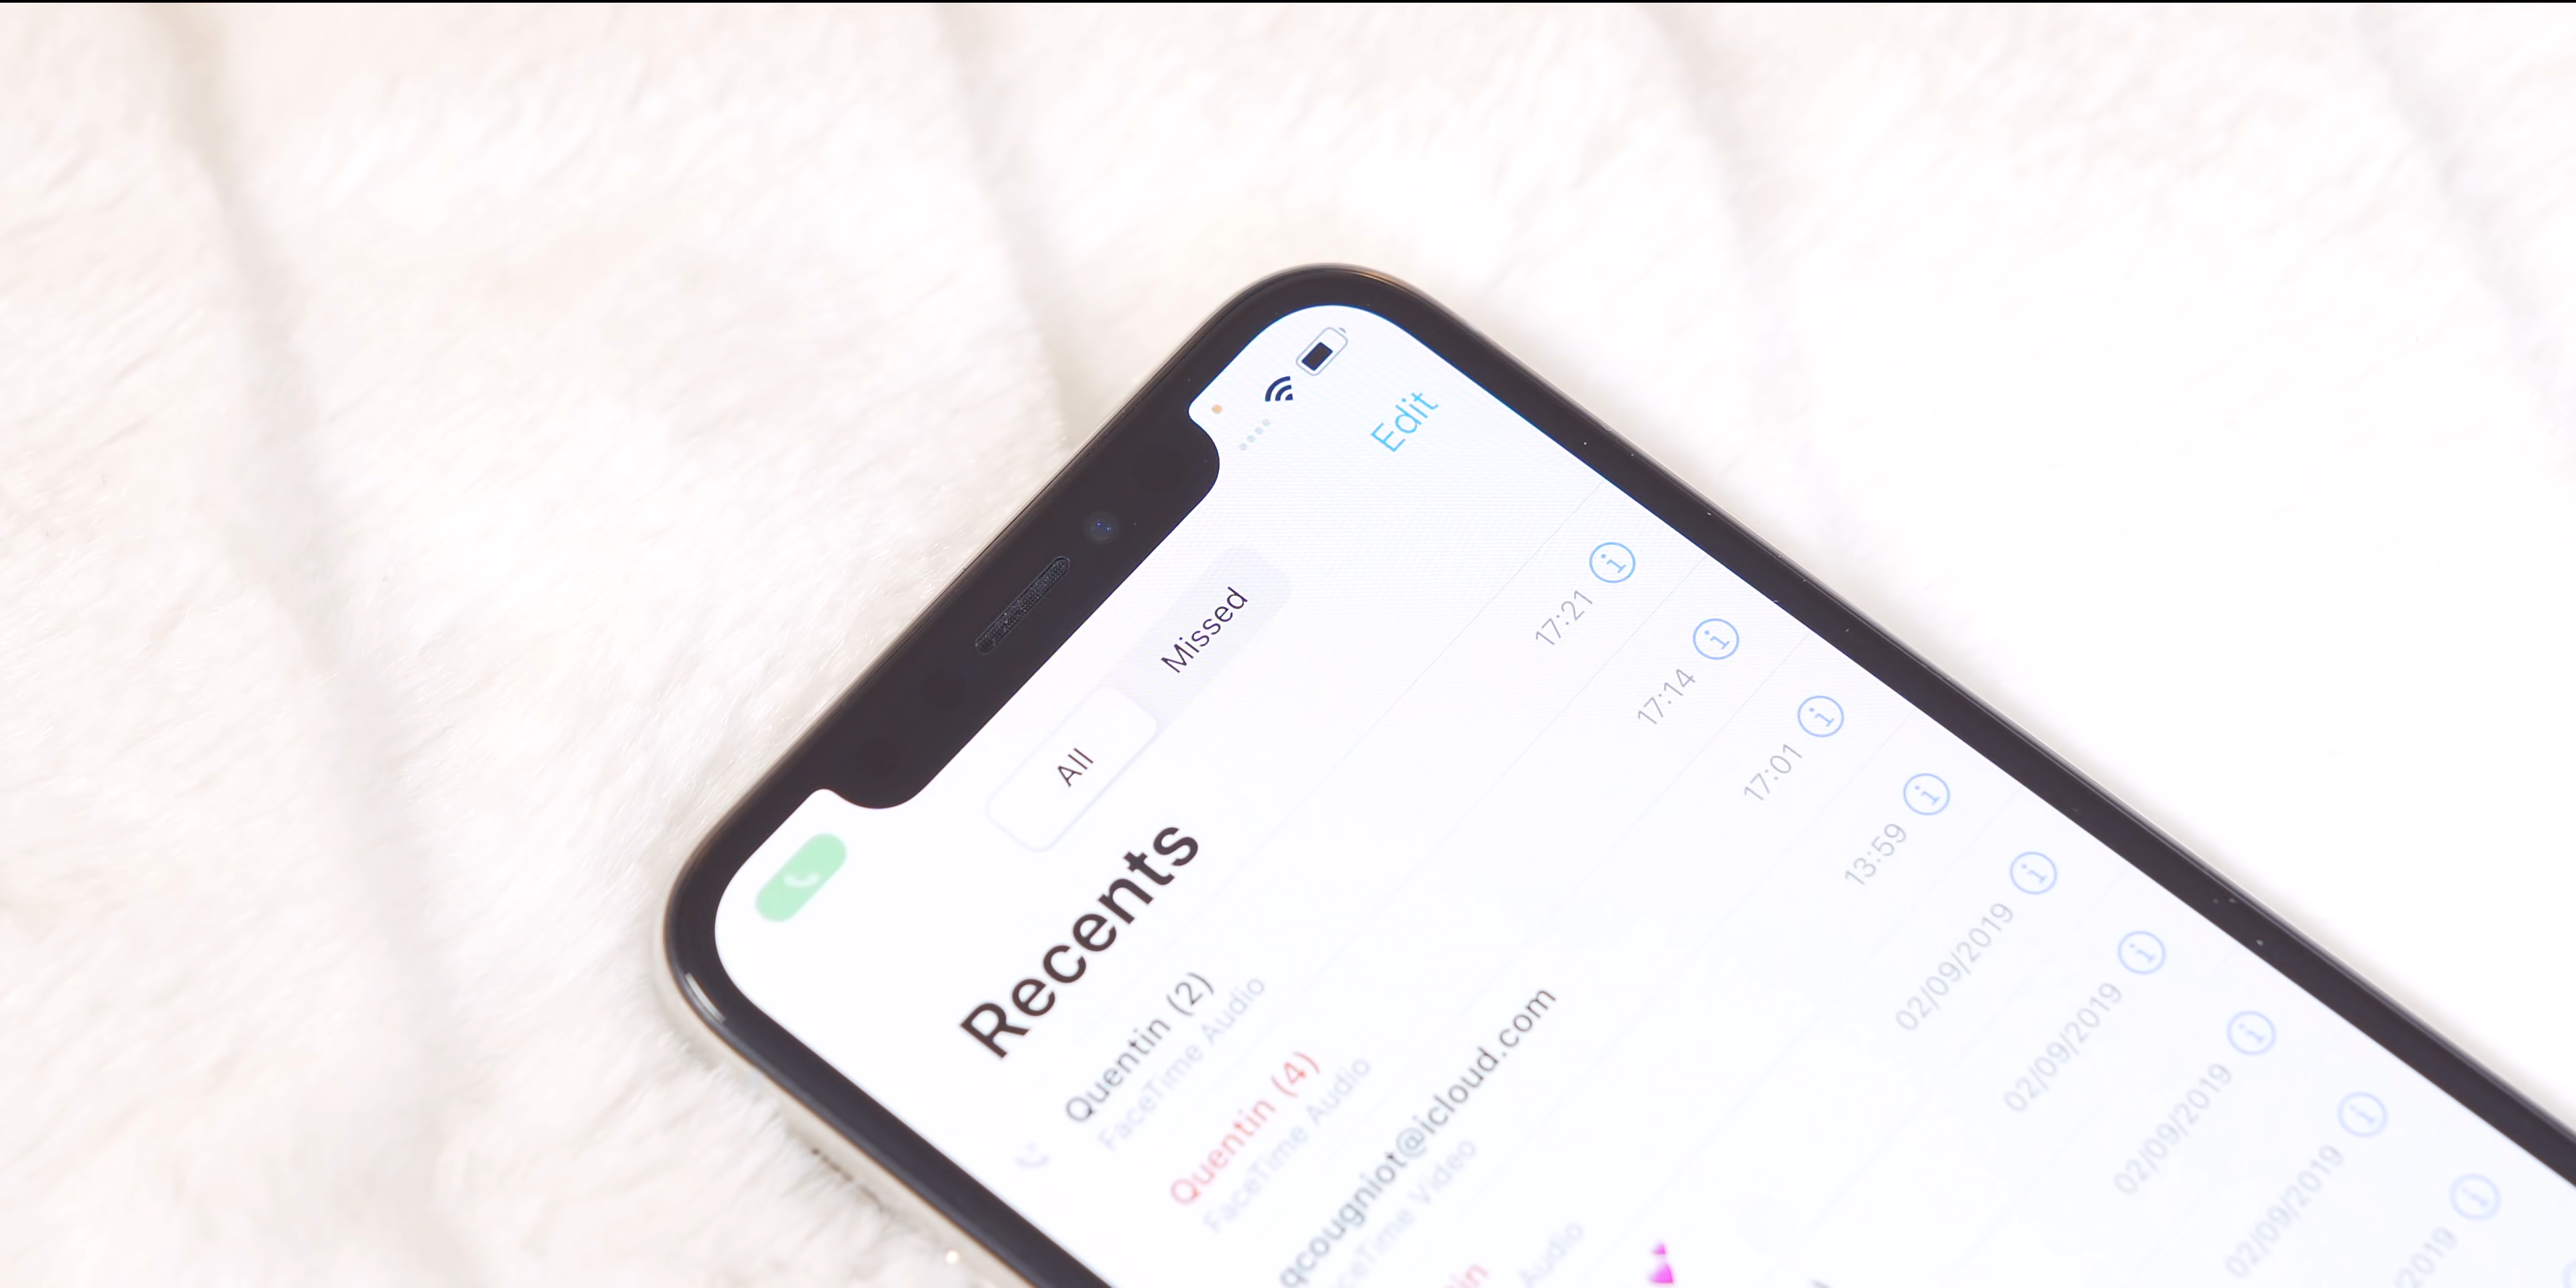 Edit
All Missed
Recents
Quentin (2) 17:21
FaceTime Audio
Quentin (4) 17:14
FaceTime Audio
qcougniot@icloud.com 17:01
FaceTime Video
13:59
Audio
02/09/2019
02/09/2019
02/09/2019
02/09/2019